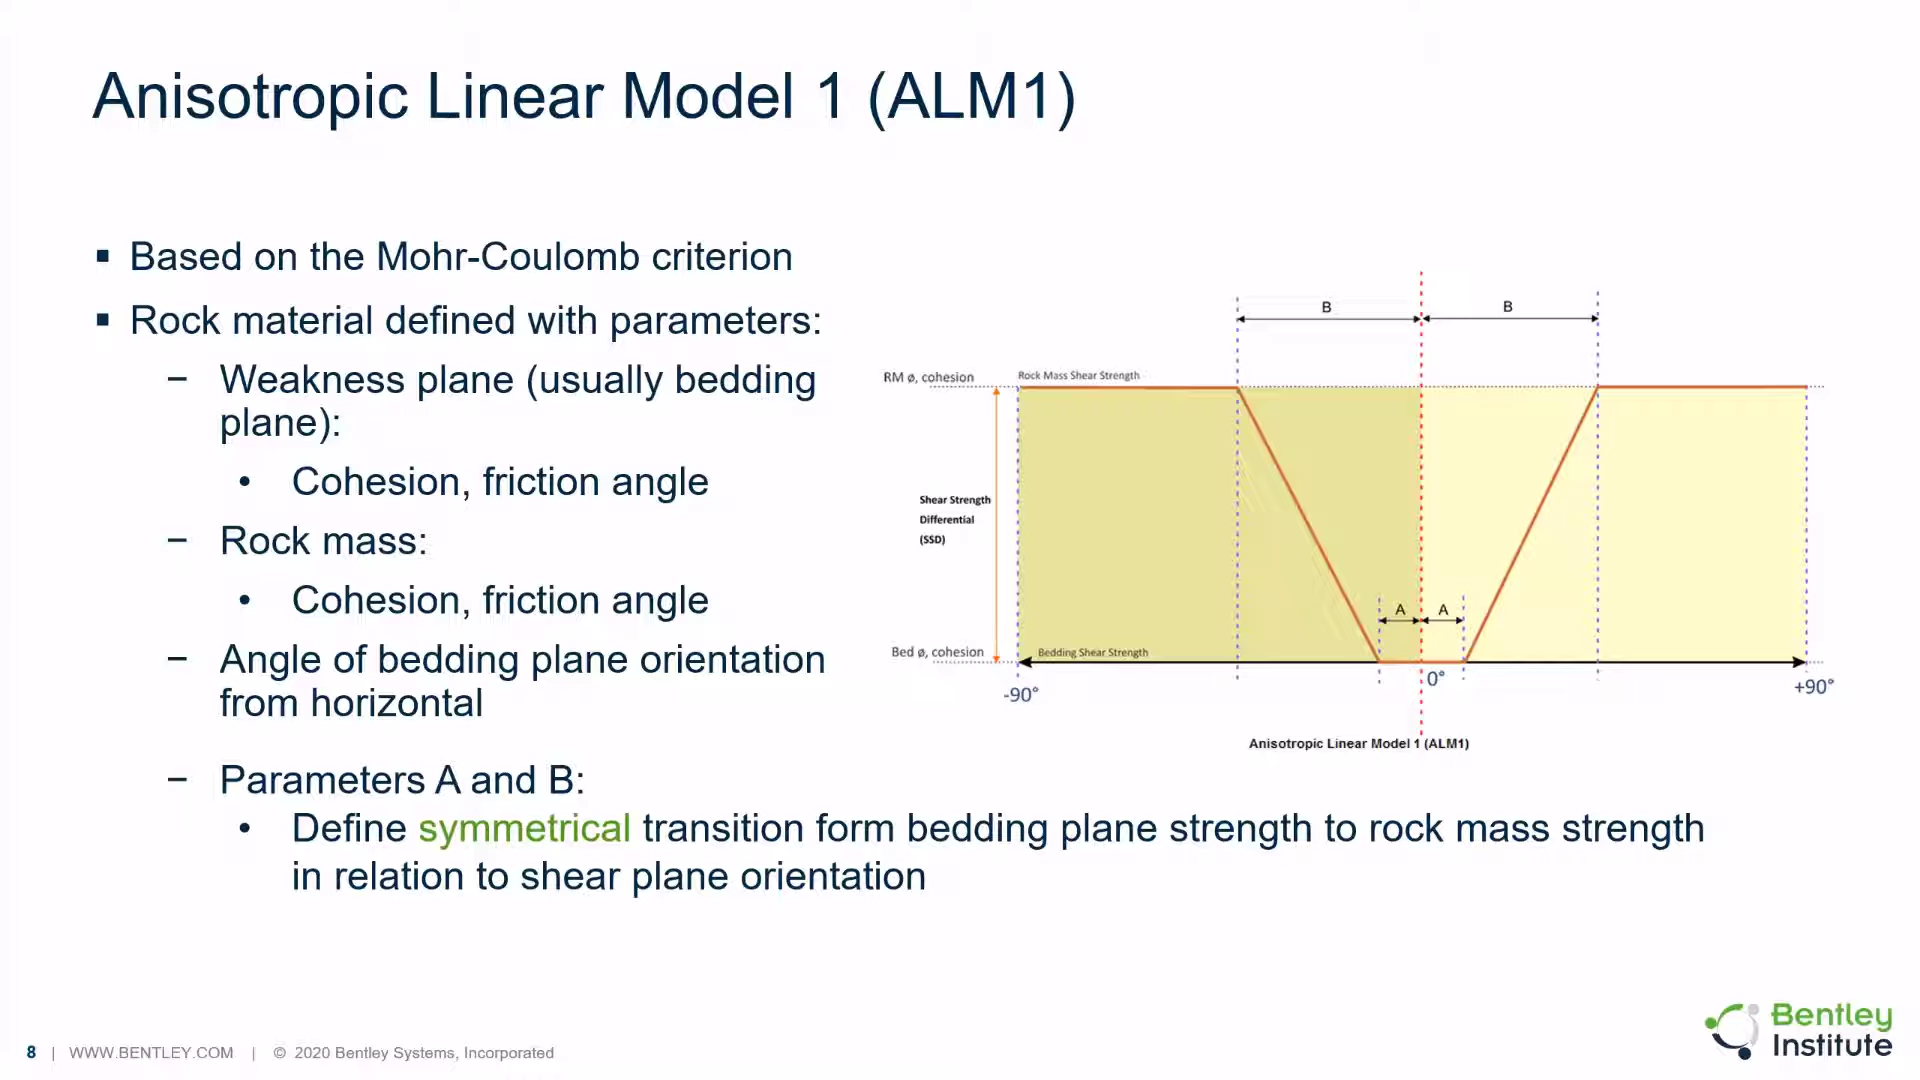 Anisotropic Linear Model 1 (ALM1)
▪ Based on the Mohr-Coulomb criterion
▪ Rock material defined with parameters:
− Weakness plane (usually bedding
plane):
• Cohesion, friction angle
− Rock mass:
• Cohesion, friction angle
− Angle of bedding plane orientation
from horizontal
− Parameters A and B:
• Define symmetrical transition form bedding plane strength to rock mass strength
in relation to shear plane orientation
B
B
RM ø, cohesion
Rock Mass Shear Strength
Shear Strength
Differential
(SSD)
A
A
Bed ø, cohesion
Bedding Shear Strength
-90°
0°
+90°
Anisotropic Linear Model 1 (ALM1)
8 | WWW.BENTLEY.COM | © 2020 Bentley Systems, Incorporated
Bentley
Institute